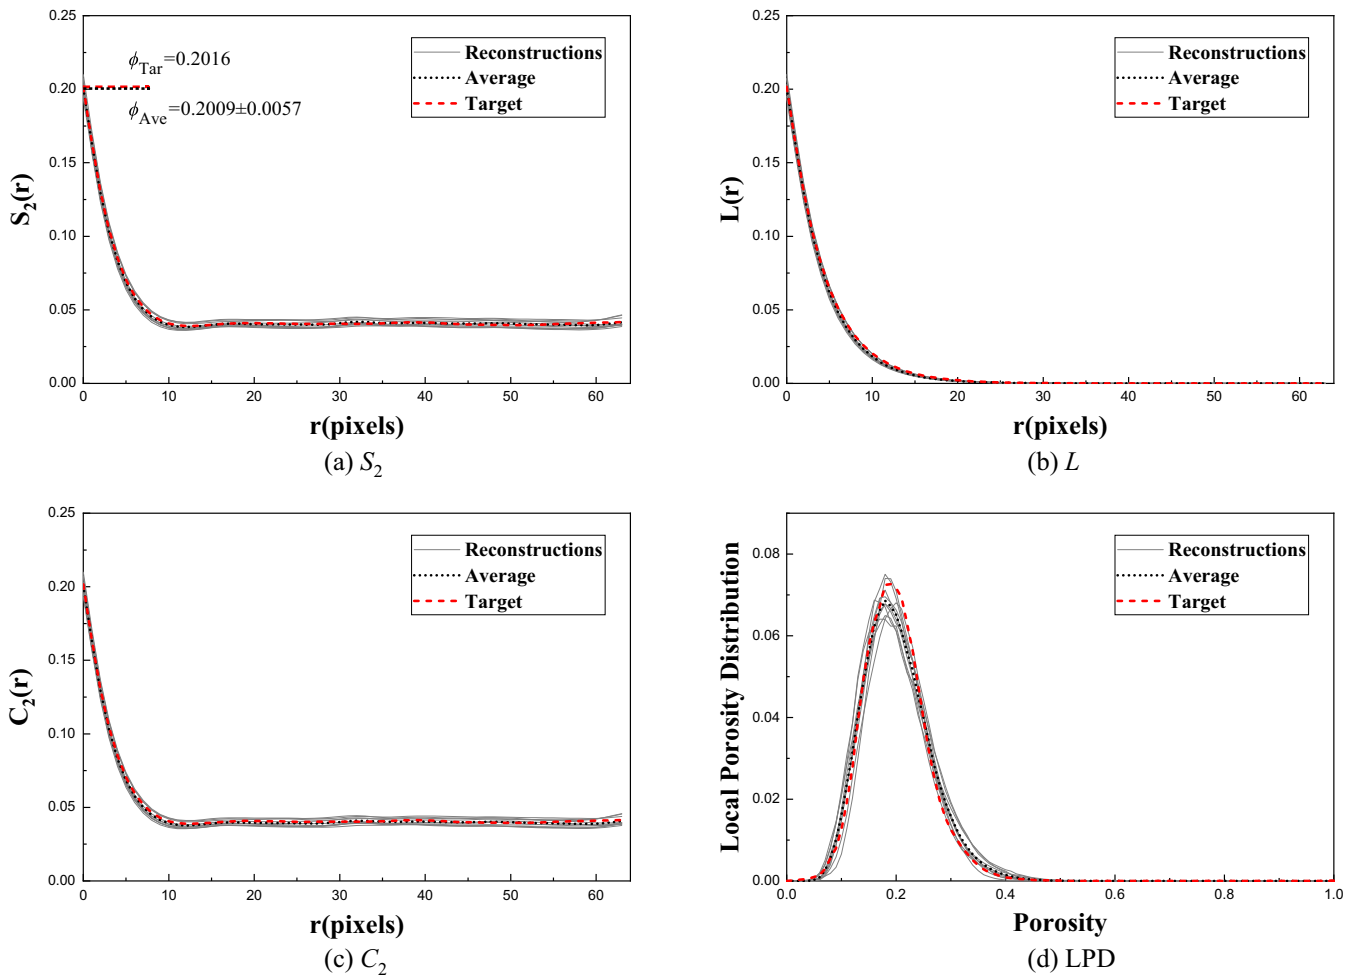 0.25
0.20
0.15
0.10
0.05
0.00
S2(r)
ϕTar=0.2016
ϕAve=0.2009±0.0057
Reconstructions
Average
Target
0 10 20 30 40 50 60
r(pixels)
(a) S2
0.25
0.20
0.15
0.10
0.05
0.00
L(r)
Reconstructions
Average
Target
0 10 20 30 40 50 60
r(pixels)
(b) L
0.25
0.20
0.15
0.10
0.05
0.00
C2(r)
Reconstructions
Average
Target
0 10 20 30 40 50 60
r(pixels)
(c) C2
0.08
0.06
0.04
0.02
0.00
Local Porosity Distribution
Reconstructions
Average
Target
0.0 0.2 0.4 0.6 0.8 1.0
Porosity
(d) LPD